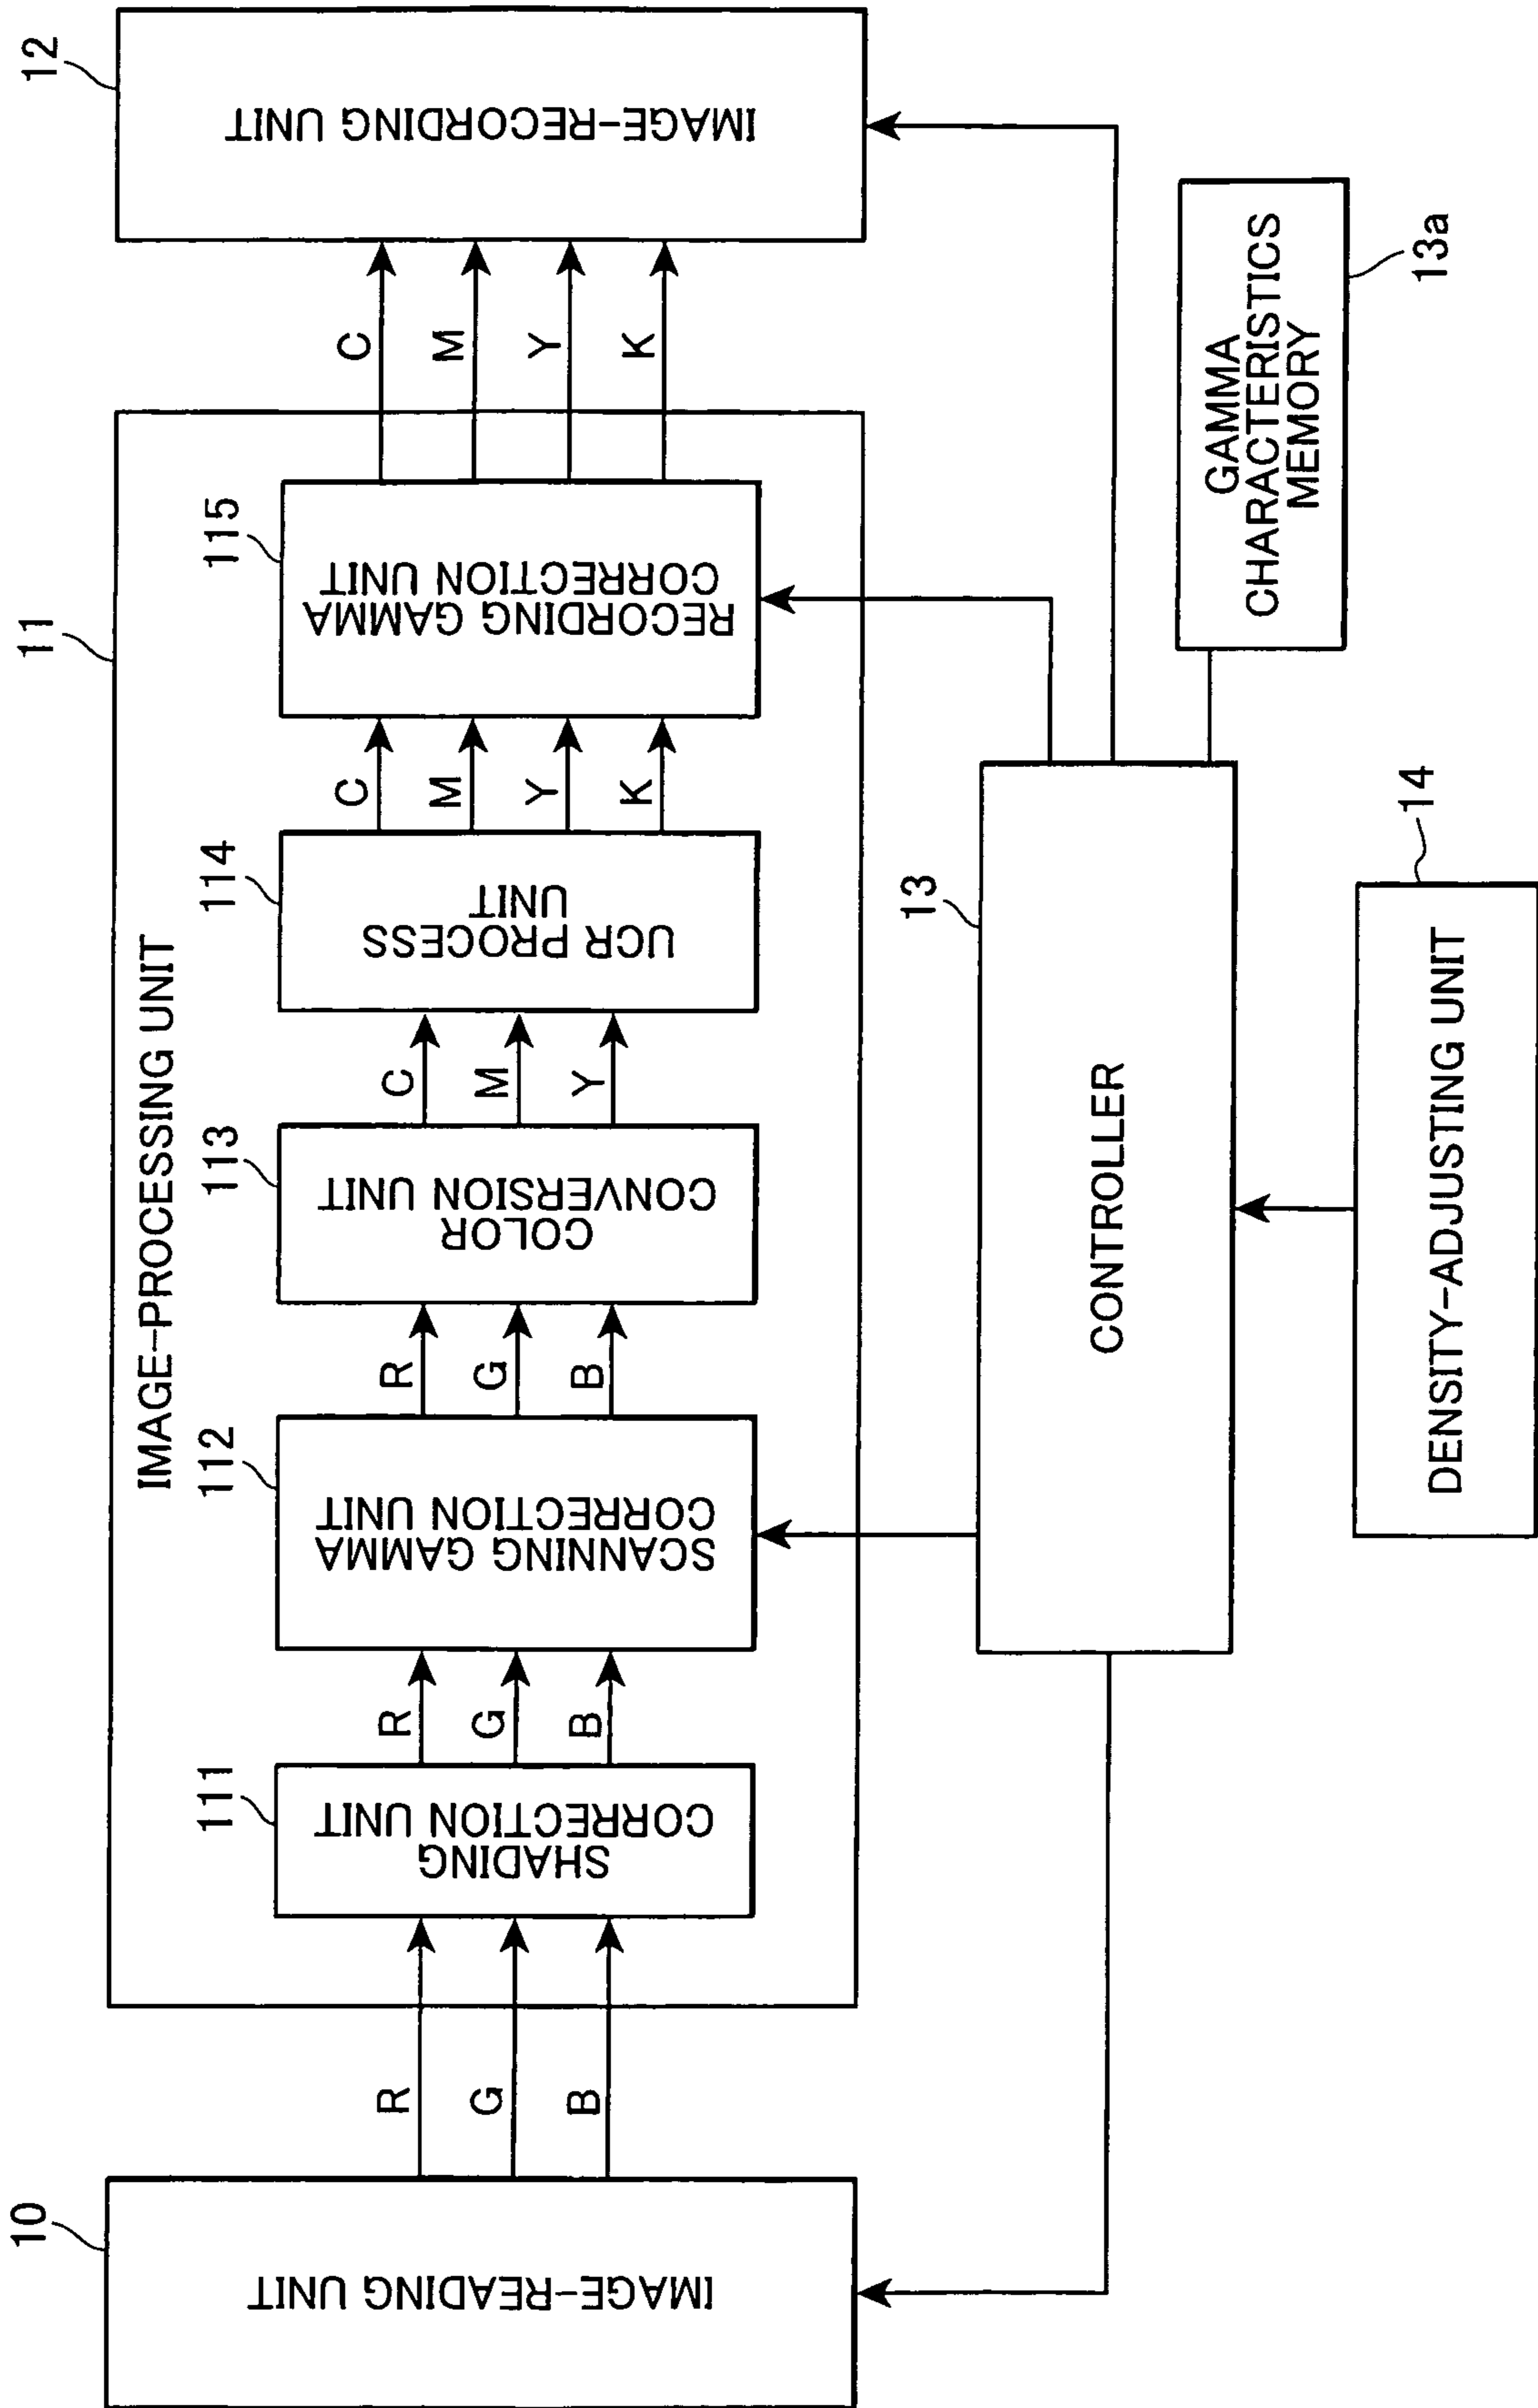 10
IMAGE-READING UNIT
R
G
B
11
IMAGE-PROCESSING UNIT
111
SHADING
CORRECTION UNIT
R
G
B
112
SCANNING GAMMA
CORRECTION UNIT
R
G
B
113
COLOR
CONVERSION UNIT
C
M
Y
114
UCR PROCESS
UNIT
C
M
Y
K
115
RECORDING GAMMA
CORRECTION UNIT
C
M
Y
K
12
IMAGE-RECORDING UNIT
13
CONTROLLER
GAMMA
CHARACTERISTICS
MEMORY
13a
14
DENSITY-ADJUSTING UNIT